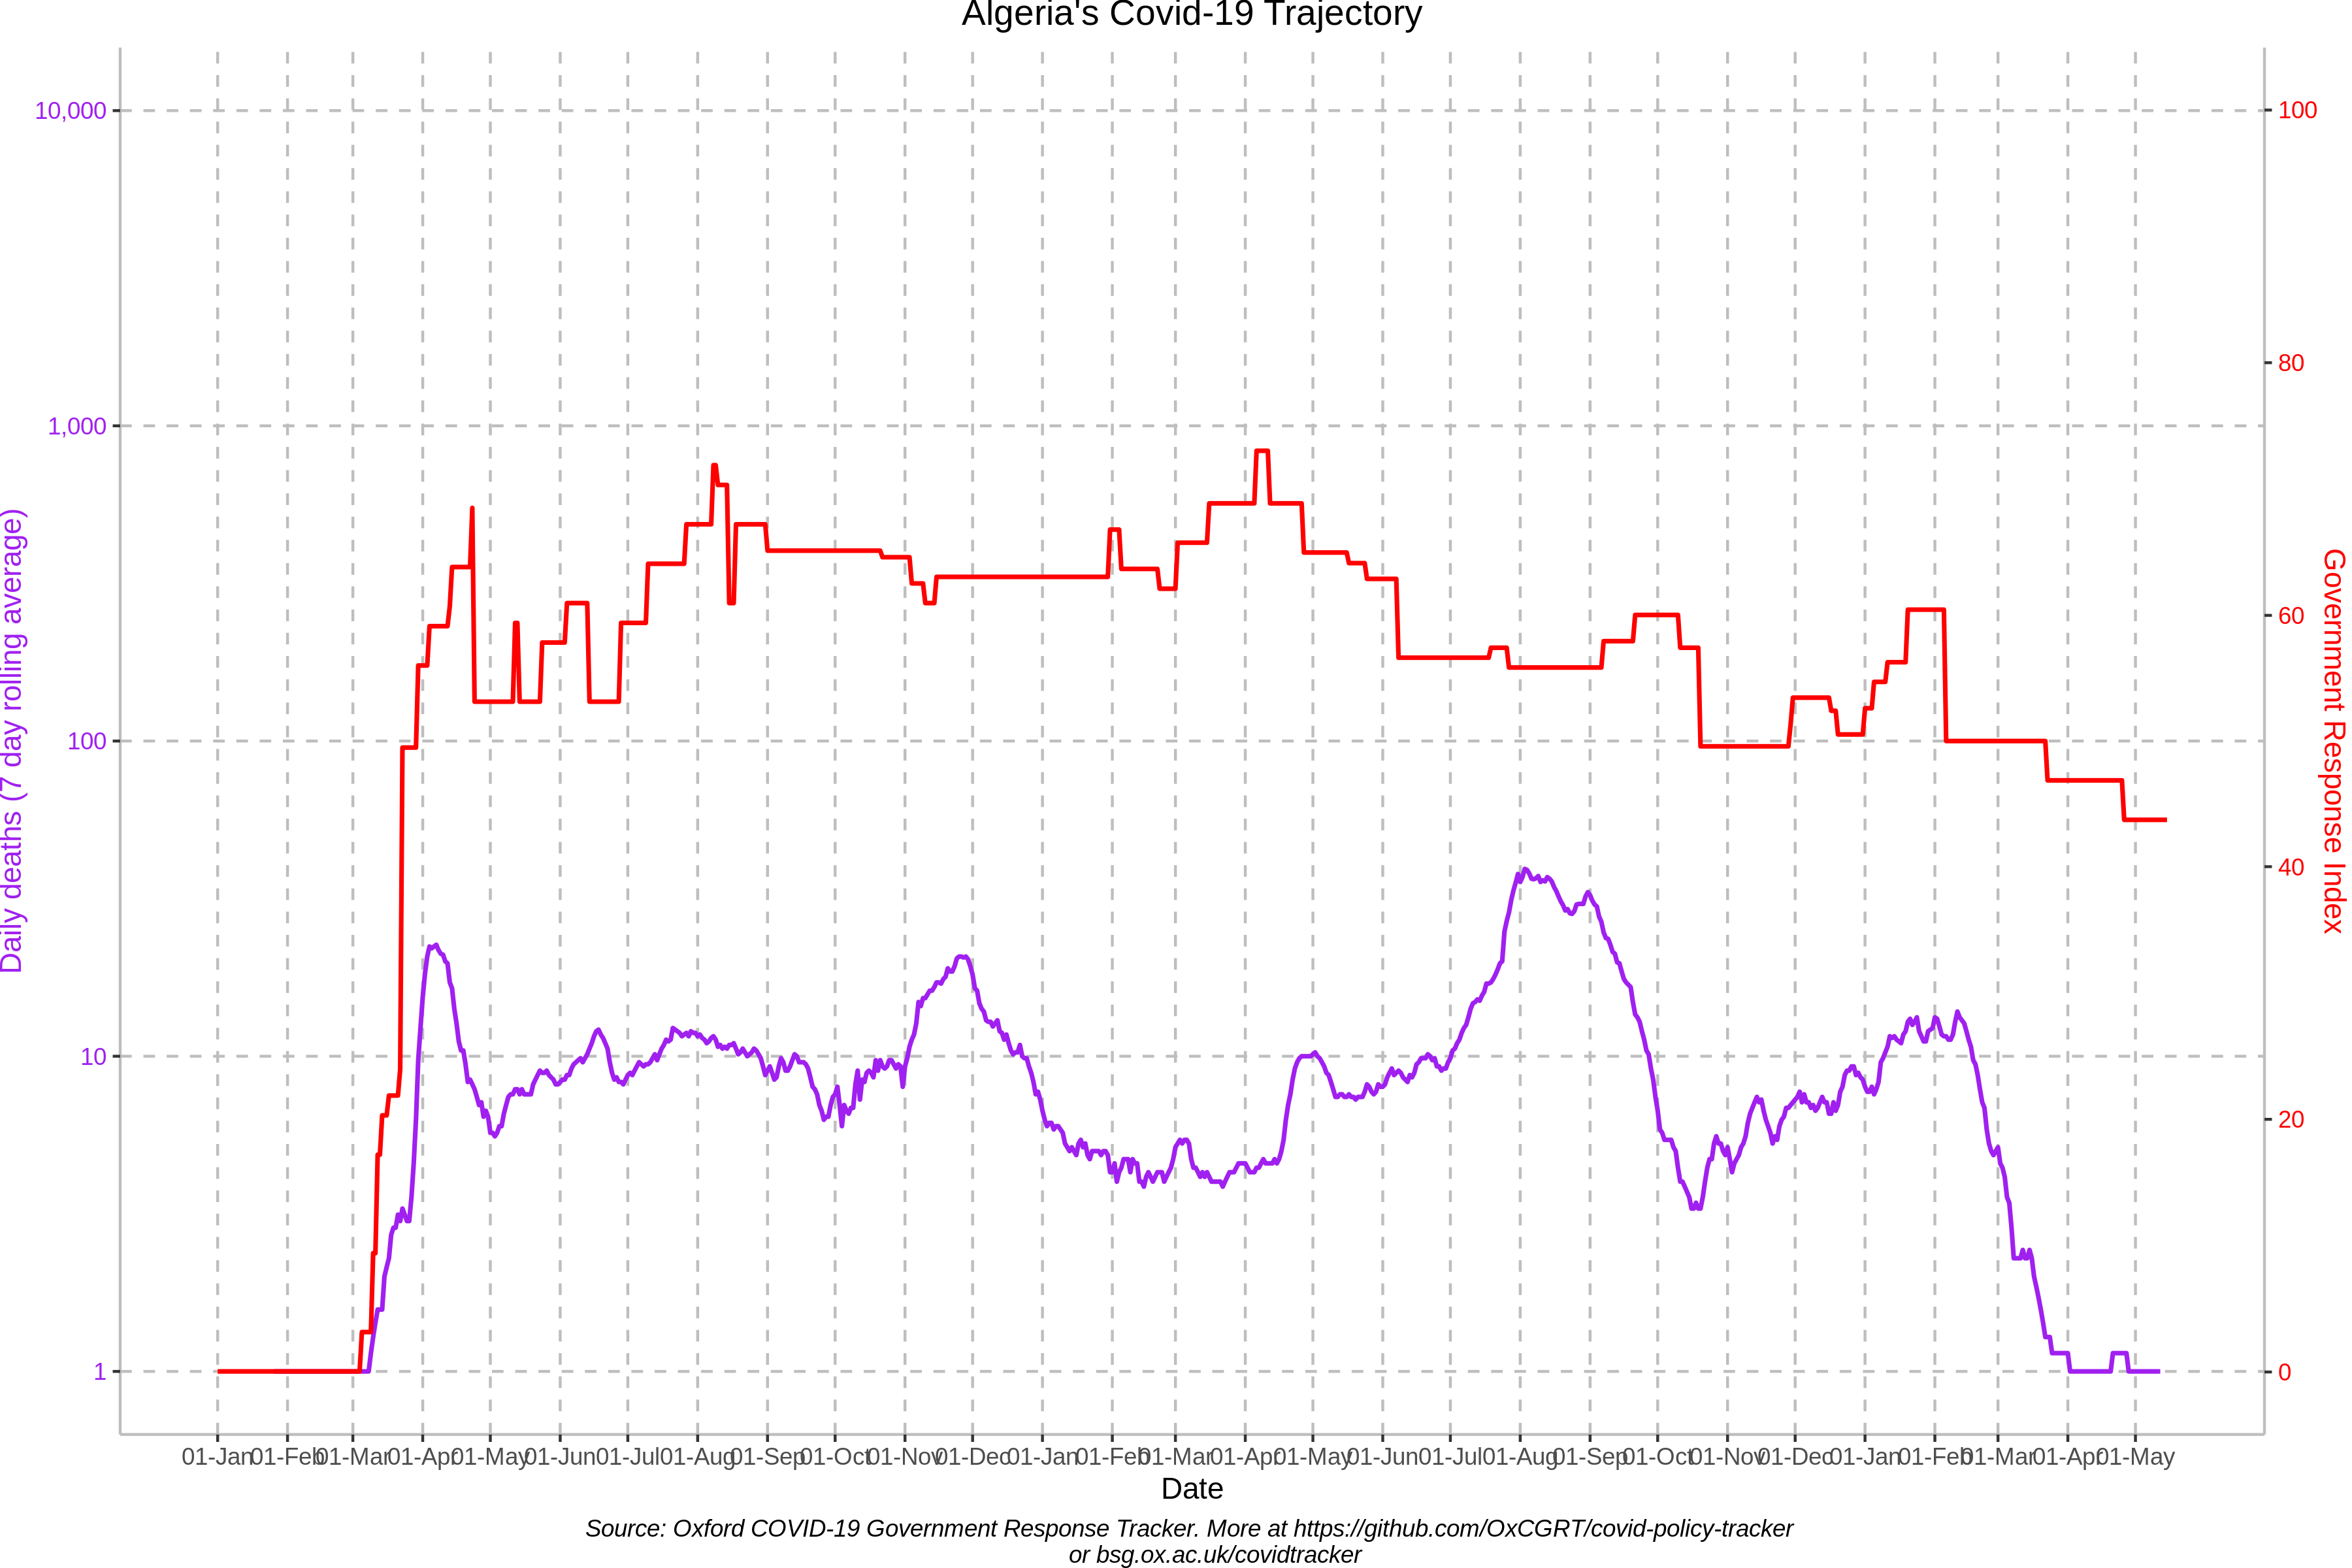 Algeria's Covid-19 Trajectory
Daily deaths (7 day rolling average)
10,000
1,000
100
10
1
Government Response Index
100
80
60
40
20
0
01-Jan 01-Feb 01-Mar 01-Apr 01-May 01-Jun 01-Jul 01-Aug 01-Sep 01-Oct 01-Nov 01-Dec 01-Jan 01-Feb 01-Mar 01-Apr 01-May 01-Jun 01-Jul 01-Aug 01-Sep 01-Oct 01-Nov 01-Dec 01-Jan 01-Feb 01-Mar 01-Apr 01-May
Date
Source: Oxford COVID-19 Government Response Tracker. More at https://github.com/OxCGRT/covid-policy-tracker
or bsg.ox.ac.uk/covidtracker